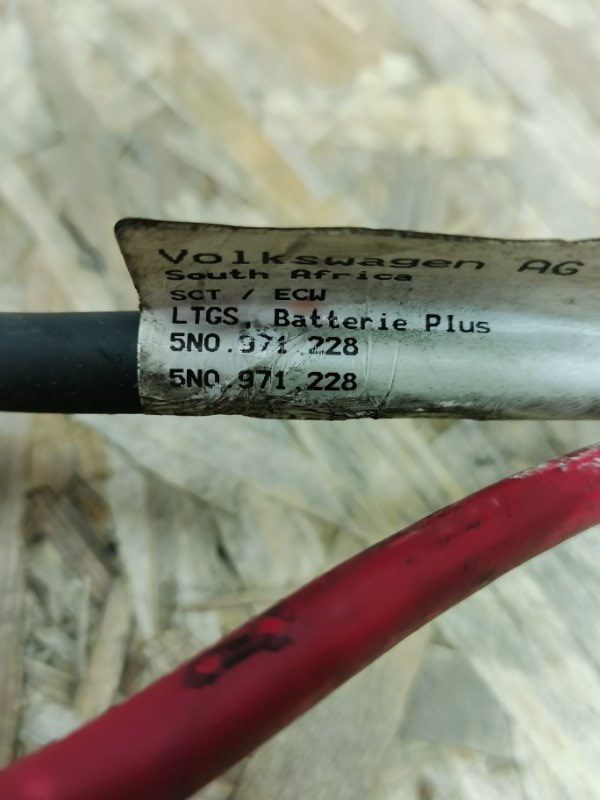 Volkswagen AG
South Africa
SCT / ECW
LTGS. Batterie Plus
5N0.971.228
5N0.971.228